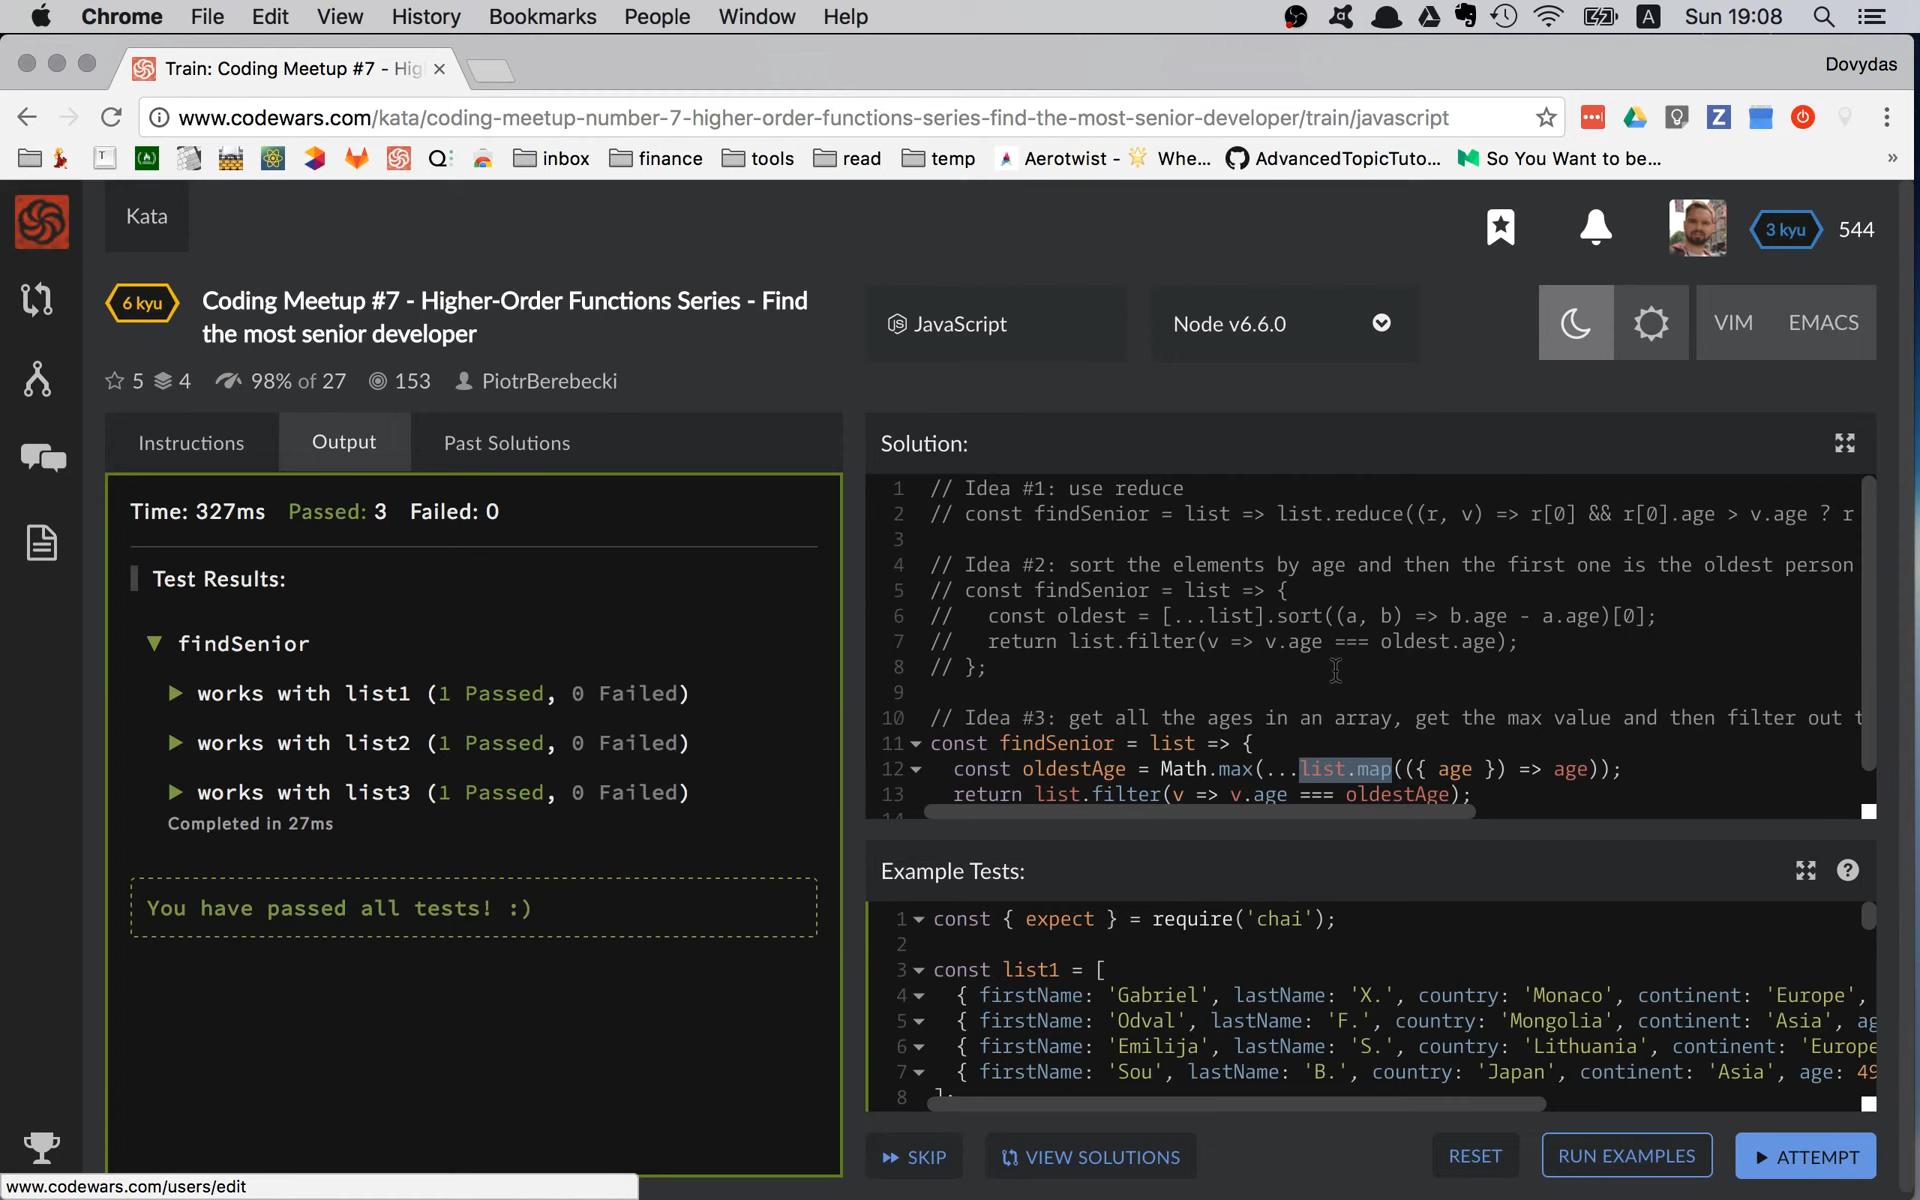 Chrome File Edit View History Bookmarks People Window Help A Sun 19:08
Train: Coding Meetup #7 - Hig Dovydas
www.codewars.com/kata/coding-meetup-number-7-higher-order-functions-series-find-the-most-senior-developer/train/javascript
inbox finance tools read temp Aerotwist - Whe... AdvancedTopicTuto... So You Want to be... »
Kata
3 kyu 544
6 kyu Coding Meetup #7 - Higher-Order Functions Series - Find
the most senior developer
JavaScript Node v6.6.0 VIM EMACS
5 4 98% of 27 153 PiotrBerebecki
Instructions Output Past Solutions
Time: 327ms Passed: 3 Failed: 0
Test Results:
findSenior
works with list1 (1 Passed, 0 Failed)
works with list2 (1 Passed, 0 Failed)
works with list3 (1 Passed, 0 Failed)
Completed in 27ms
You have passed all tests! :)
Solution:
1 // Idea #1: use reduce
2 // const findSenior = list => list.reduce((r, v) => r[0] && r[0].age > v.age ? r
3
4 // Idea #2: sort the elements by age and then the first one is the oldest person
5 // const findSenior = list => {
6 //   const oldest = [...list].sort((a, b) => b.age - a.age)[0];
7 //   return list.filter(v => v.age === oldest.age);
8 // };
9
10 // Idea #3: get all the ages in an array, get the max value and then filter out t
11 const findSenior = list => {
12   const oldestAge = Math.max(...list.map(({ age }) => age));
13   return list.filter(v => v.age === oldestAge);
14
Example Tests:
1 const { expect } = require('chai');
2
3 const list1 = [
4   { firstName: 'Gabriel', lastName: 'X.', country: 'Monaco', continent: 'Europe',
5   { firstName: 'Odval', lastName: 'F.', country: 'Mongolia', continent: 'Asia', ag
6   { firstName: 'Emilija', lastName: 'S.', country: 'Lithuania', continent: 'Europe
7   { firstName: 'Sou', lastName: 'B.', country: 'Japan', continent: 'Asia', age: 49
8 ];
SKIP VIEW SOLUTIONS RESET RUN EXAMPLES ATTEMPT
www.codewars.com/users/edit